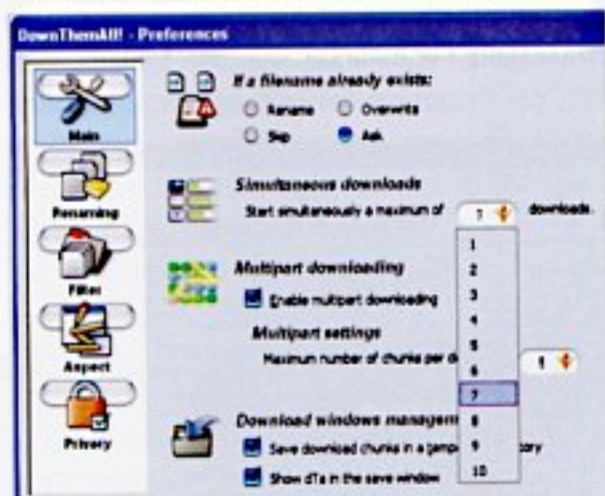 DownThemAll! - Preferences
Main
Renaming
Filter
Aspect
Privacy
If a filename already exists:
Rename Overwrite
Skip Ask
Simultaneous downloads
Start simultaneously a maximum of 7 downloads.
1
2
3
4
5
6
7
8
9
10
Multipart downloading
Enable multipart downloading
Multipart settings
Maximum number of chunks per d
Download windows managem
Save download chunks in a temp ory
Show dTa in the save window